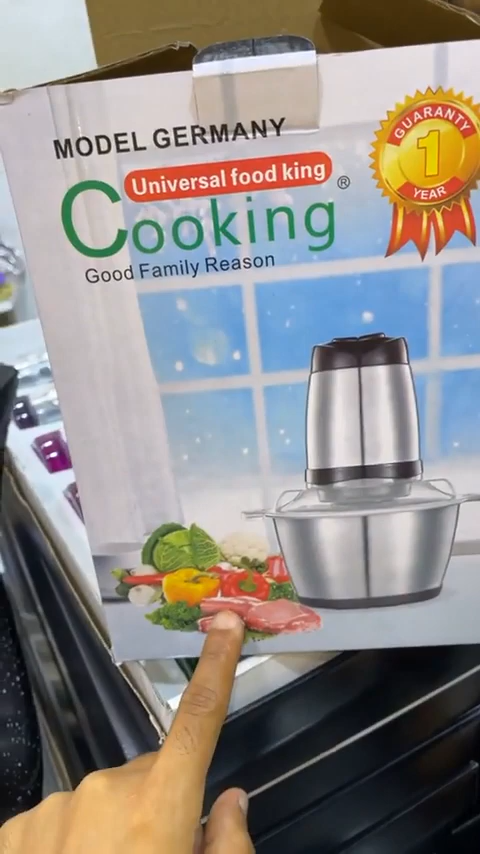 MODEL GERMANY
Universal food king
Cooking®
Good Family Reason
GUARANTY
1
YEAR